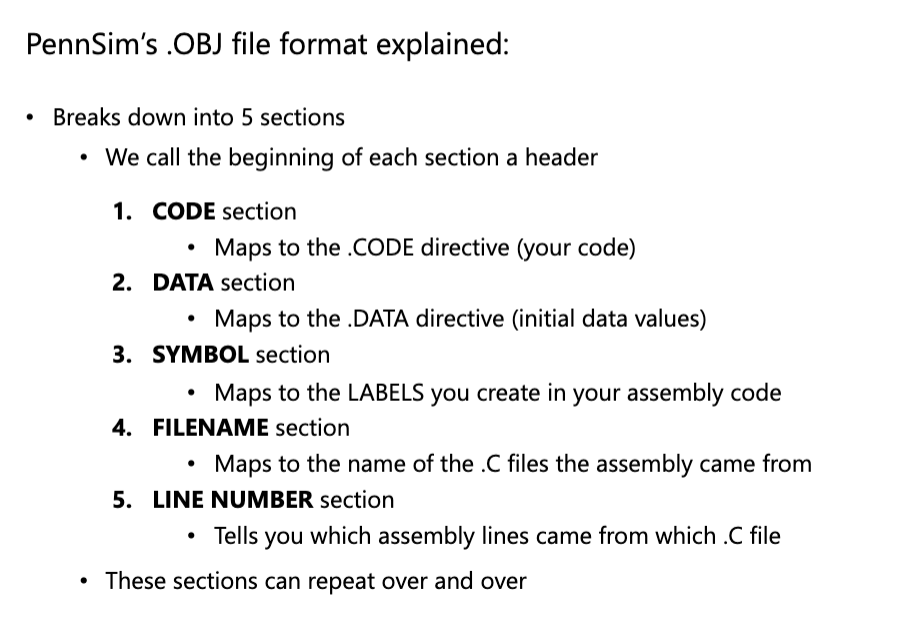 PennSim’s .OBJ file format explained:
• Breaks down into 5 sections
• We call the beginning of each section a header
1. CODE section
• Maps to the .CODE directive (your code)
2. DATA section
• Maps to the .DATA directive (initial data values)
3. SYMBOL section
• Maps to the LABELS you create in your assembly code
4. FILENAME section
• Maps to the name of the .C files the assembly came from
5. LINE NUMBER section
• Tells you which assembly lines came from which .C file
• These sections can repeat over and over